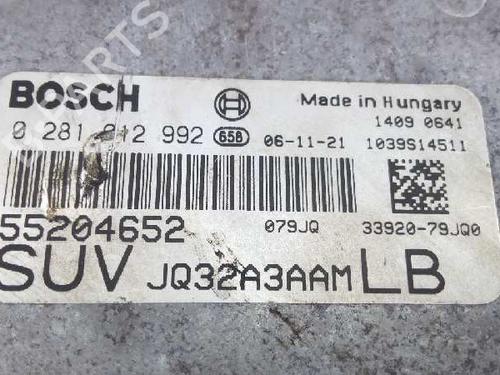 PARTS
BOSCH
Made in Hungary
1409 0641
0 281 012 992 658 06-11-21 1039S14511
55204652 079JQ 33920-79JQ0
SUV JQ32A3AAM LB